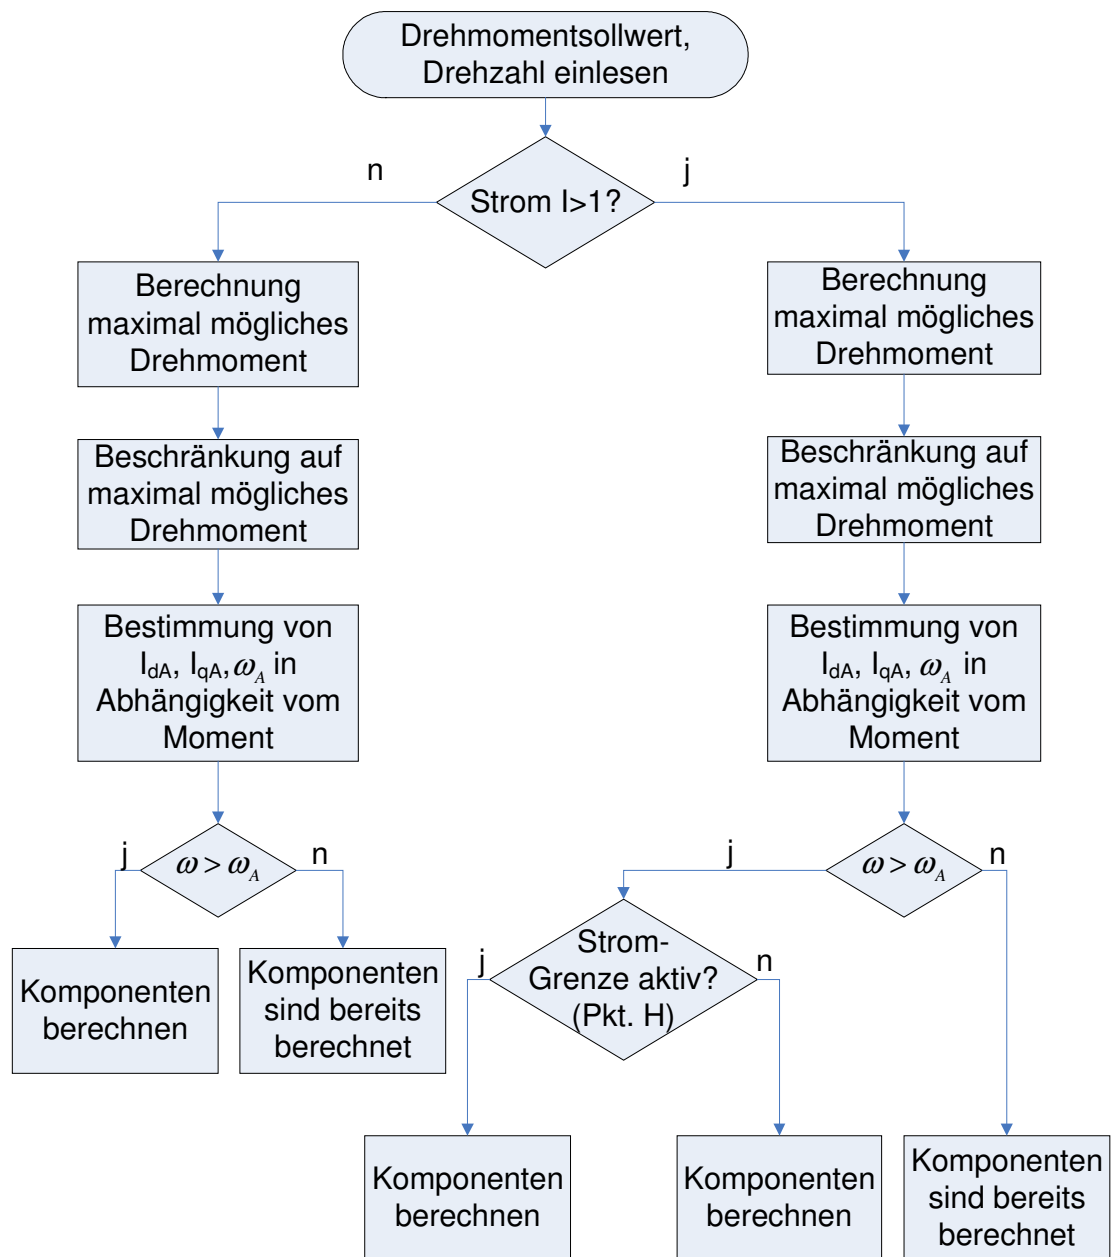 Drehmomentsollwert,
Drehzahl einlesen
n
j
Strom I>1?
Berechnung
maximal mögliches
Drehmoment
Beschränkung auf
maximal mögliches
Drehmoment
Bestimmung von
IdA, IqA, ωA in
Abhängigkeit vom
Moment
j
ω > ωA
n
Komponenten
berechnen
Komponenten
sind bereits
berechnet
Berechnung
maximal mögliches
Drehmoment
Beschränkung auf
maximal mögliches
Drehmoment
Bestimmung von
IdA, IqA, ωA in
Abhängigkeit vom
Moment
j
ω > ωA
n
j
Strom-
Grenze aktiv?
(Pkt. H)
n
Komponenten
berechnen
Komponenten
berechnen
Komponenten
sind bereits
berechnet